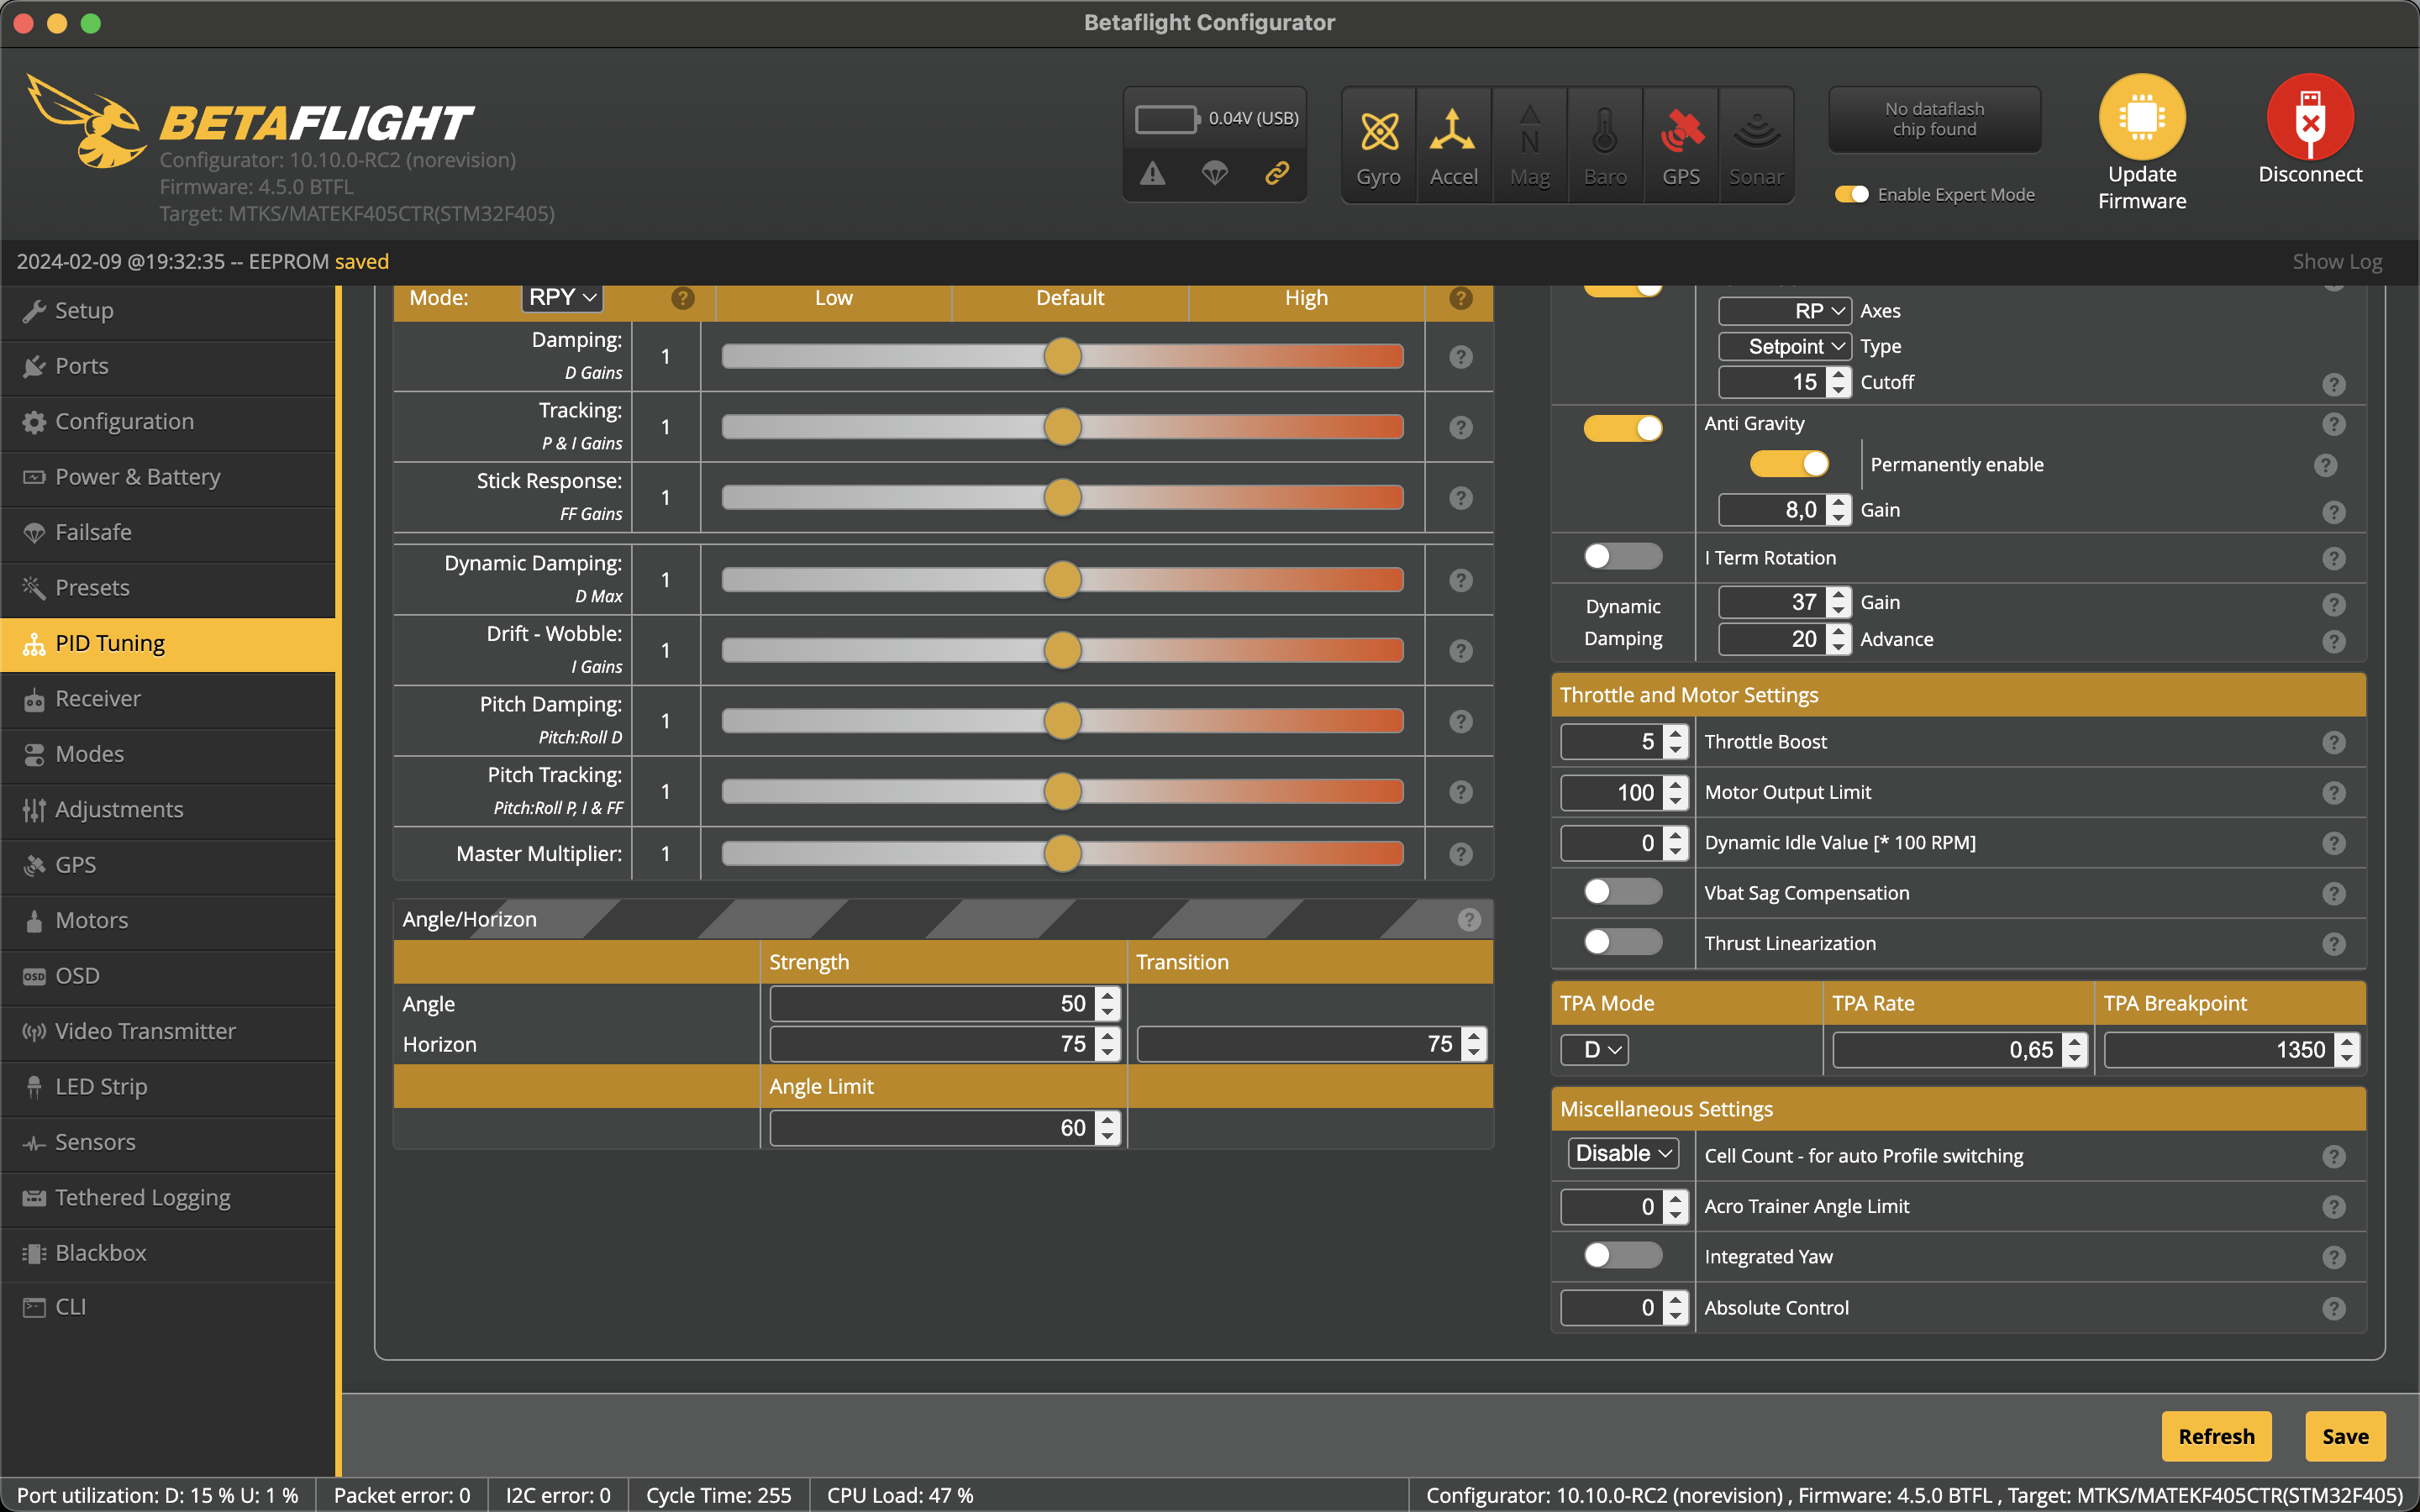 Betaflight Configurator
BETAFLIGHT
Configurator: 10.10.0-RC2 (norevision)
Firmware: 4.5.0 BTFL
Target: MTKS/MATEKF405CTR(STM32F405)
0.04V (USB)
Gyro
Accel
N
Mag
Baro
GPS
Sonar
No dataflash
chip found
Enable Expert Mode
Update
Firmware
Disconnect
2024-02-09 @19:32:35 -- EEPROM saved
Show Log
Setup
Ports
Configuration
Power & Battery
Failsafe
Presets
PID Tuning
Receiver
Modes
Adjustments
GPS
Motors
OSD OSD
Video Transmitter
LED Strip
Sensors
Tethered Logging
Blackbox
CLI
Mode: RPY ? Low Default High ?
Damping: 1 ?
D Gains
Tracking: 1 ?
P & I Gains
Stick Response: 1 ?
FF Gains
Dynamic Damping: 1 ?
D Max
Drift - Wobble: 1 ?
I Gains
Pitch Damping: 1 ?
Pitch:Roll D
Pitch Tracking: 1 ?
Pitch:Roll P, I & FF
Master Multiplier: 1 ?
Angle/Horizon ?
Strength Transition
Angle 50
Horizon 75 75
Angle Limit
60
RP Axes
Setpoint Type
15 Cutoff ?
Anti Gravity ?
Permanently enable ?
8,0 Gain ?
I Term Rotation ?
Dynamic
Damping
37 Gain ?
20 Advance ?
Throttle and Motor Settings
5 Throttle Boost ?
100 Motor Output Limit ?
0 Dynamic Idle Value [* 100 RPM] ?
Vbat Sag Compensation ?
Thrust Linearization ?
TPA Mode TPA Rate TPA Breakpoint
D 0,65 1350
Miscellaneous Settings
Disable Cell Count - for auto Profile switching ?
0 Acro Trainer Angle Limit ?
Integrated Yaw ?
0 Absolute Control ?
Refresh Save
Port utilization: D: 15 % U: 1 % Packet error: 0 I2C error: 0 Cycle Time: 255 CPU Load: 47 % Configurator: 10.10.0-RC2 (norevision) , Firmware: 4.5.0 BTFL , Target: MTKS/MATEKF405CTR(STM32F405)